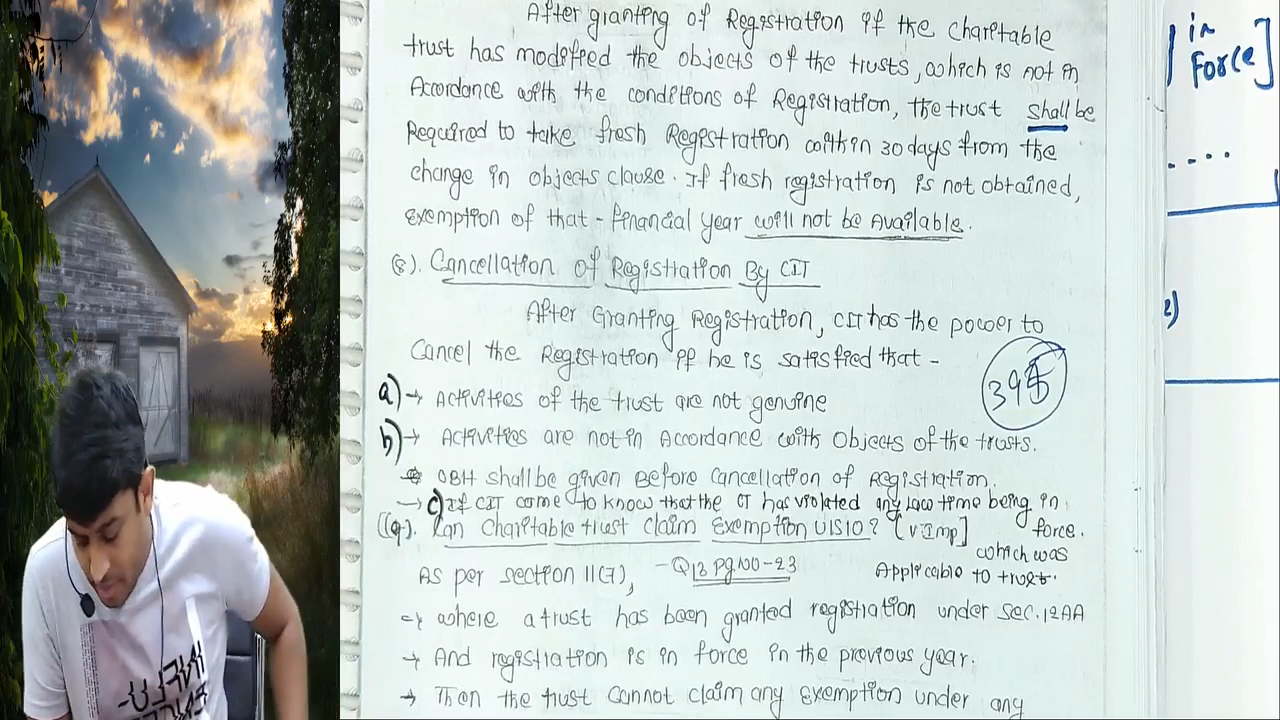 After granting of Registration if the charitable
trust has modified the objects of the trusts, which is not in
Accordance with the conditions of Registration, the trust shall be
Required to take fresh Registration within 30 days from the
change in objects clause. If fresh registration is not obtained,
Exemption of that - financial year will not be Available.
(8). Cancellation of Registration By CIT
After Granting Registration, CIT has the power to
Cancel the Registration if he is satisfied that -
a) → Activities of the trust are not genuine
b) → Activities are not in Accordance with Objects of the trusts.
OBH shall be given Before cancellation of Registration.
→ c) If CIT come to know that the CT has violated any Law time being in
force.
which was
Applicable to trust.
(9). Can Charitable trust claim Exemption U/S 10? [V.Imp]
As per section 11(7), - Q13 Pg no - 23
→ where a trust has been granted registration under sec. 12AA
→ And registration is in force in the previous year.
→ Then the trust cannot claim any Exemption under any
in
Force]
....
2)